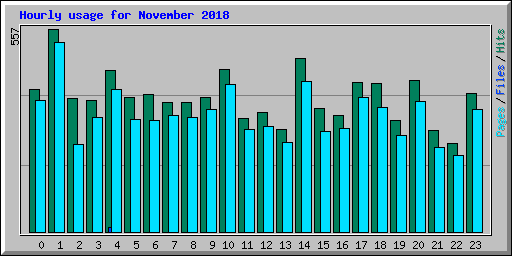 Hourly usage for November 2018
557
Pages/Files/Hits
0 1 2 3 4 5 6 7 8 9 10 11 12 13 14 15 16 17 18 19 20 21 22 23